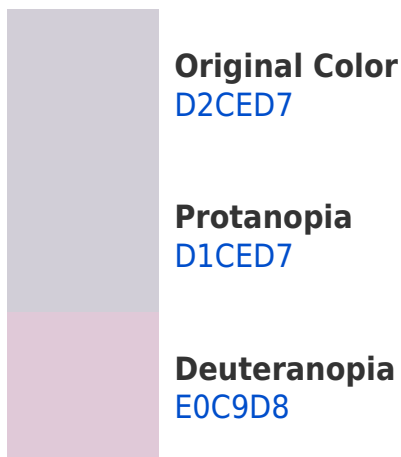 Original Color
D2CED7
Protanopia
D1CED7
Deuteranopia
E0C9D8